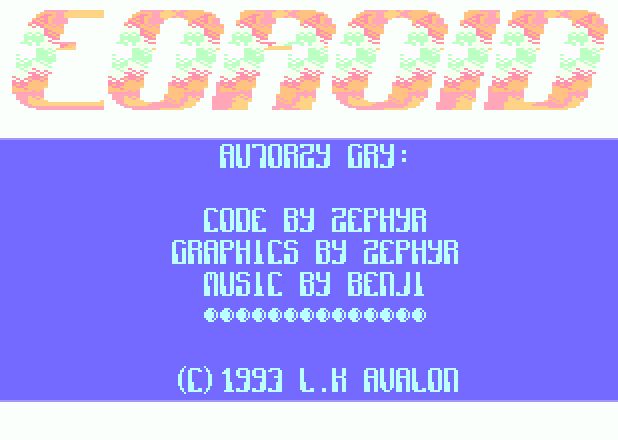 EOROID
AUTORZY GRY:
CODE BY ZEPHYR
GRAPHICS BY ZEPHYR
MUSIC BY BENJI
(C) 1993 L.K AVALON